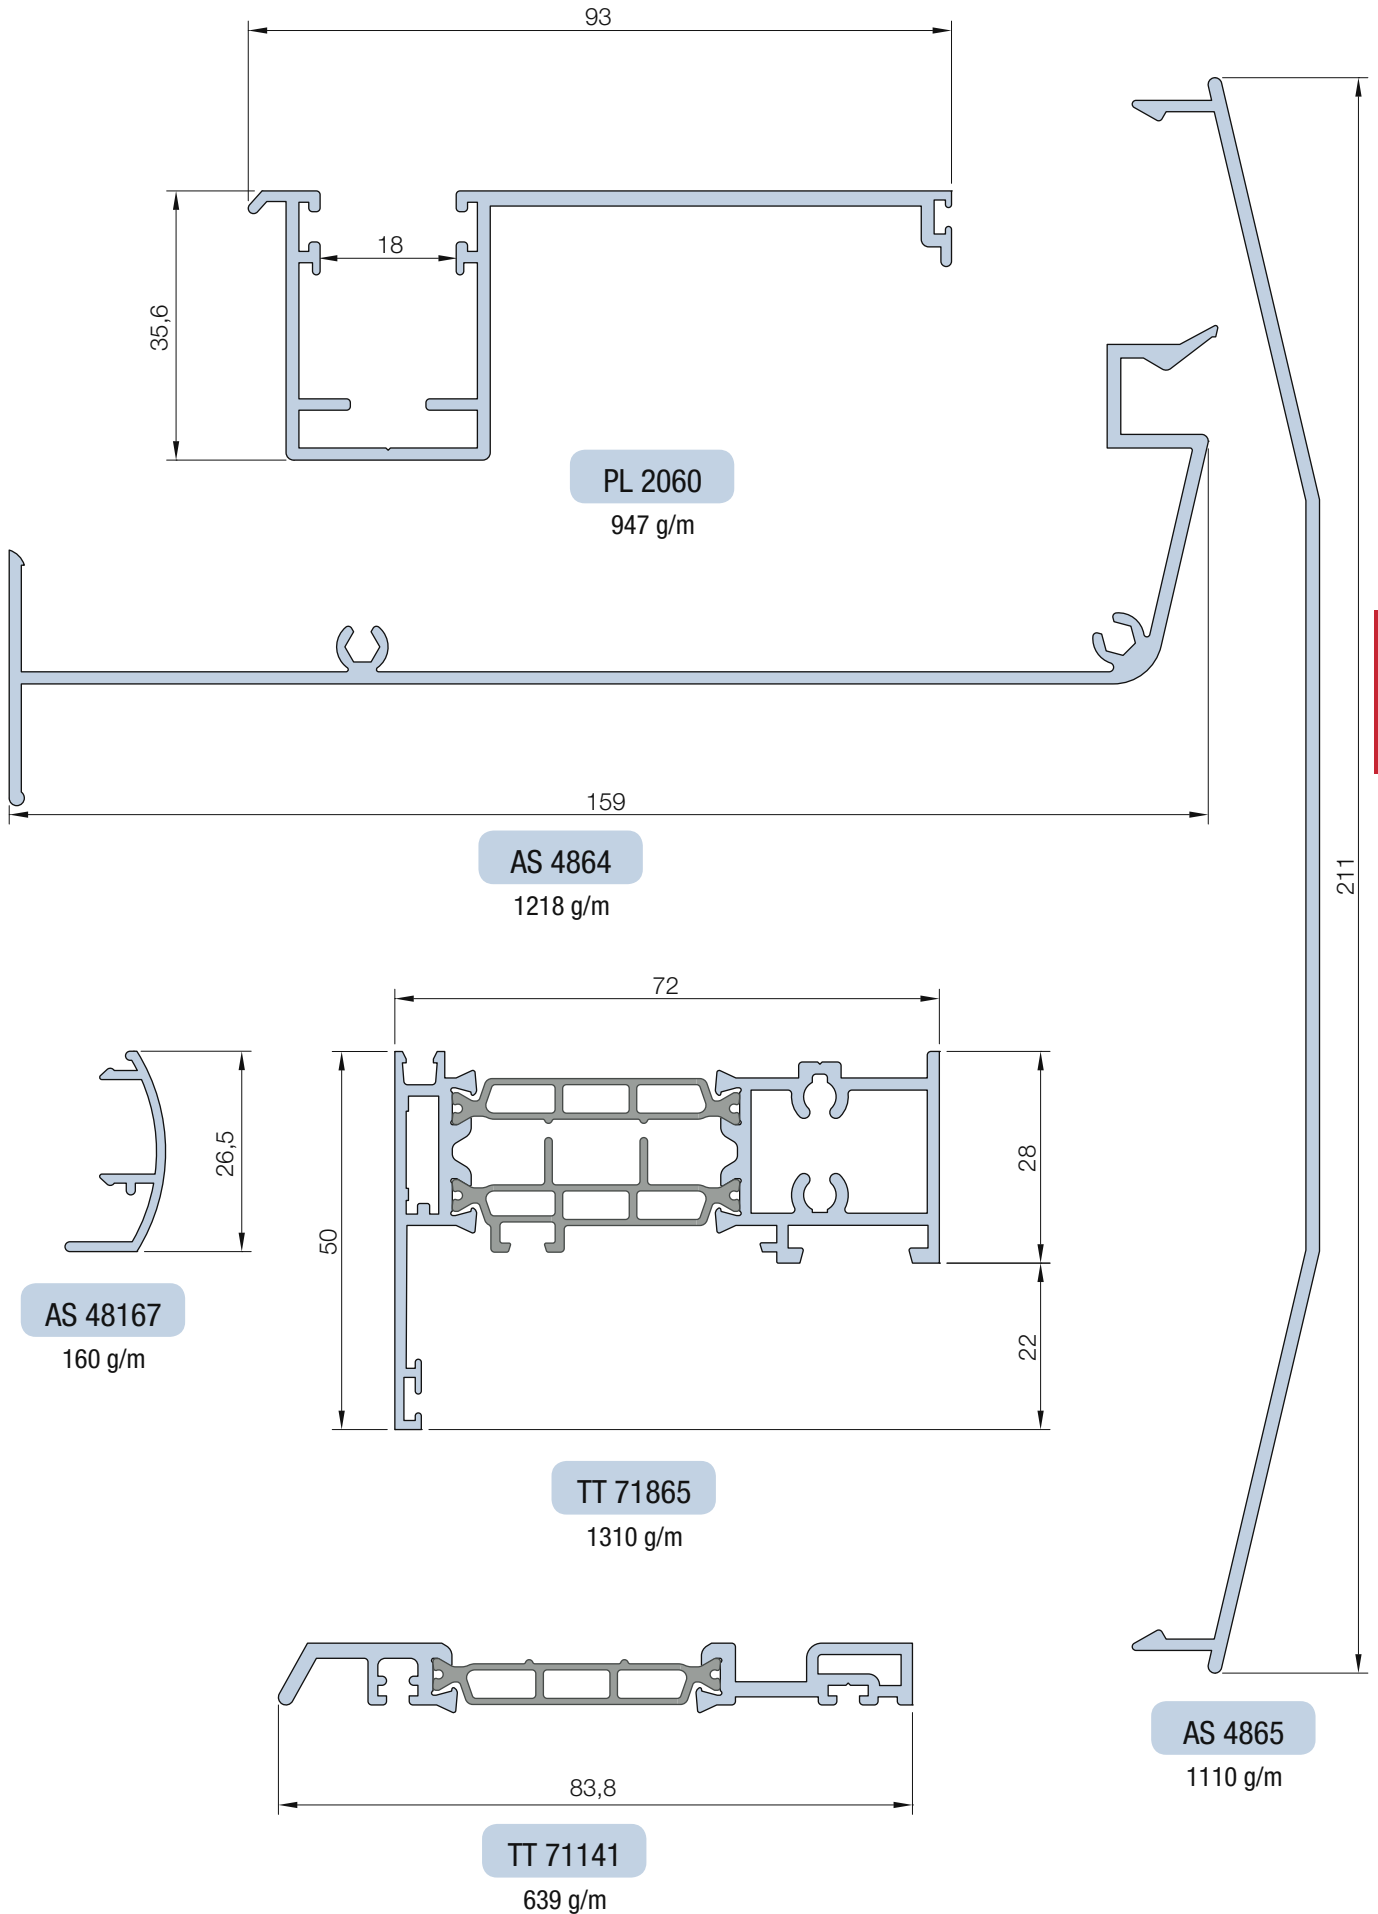 93
18
35,6
PL 2060
947 g/m
159
AS 4864
1218 g/m
211
72
26,5
50
28
22
AS 48167
160 g/m
TT 71865
1310 g/m
AS 4865
1110 g/m
83,8
TT 71141
639 g/m